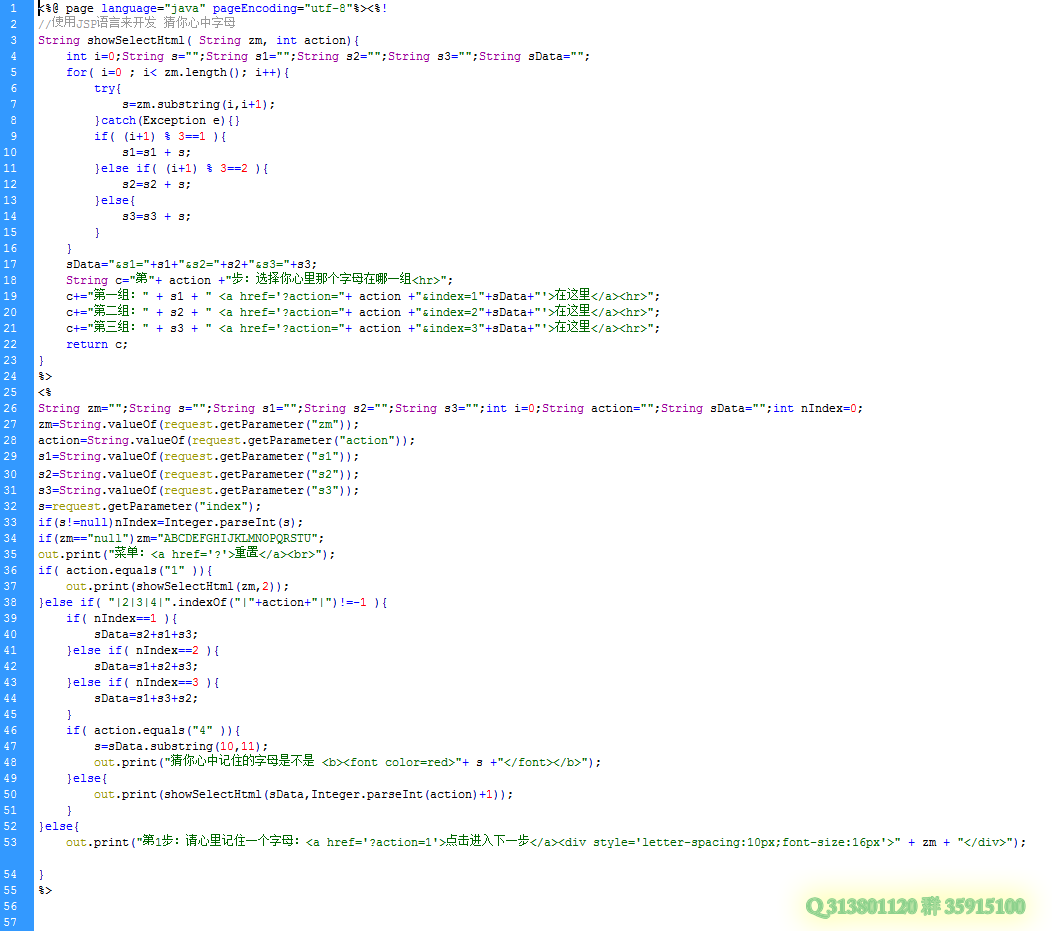 1 <%@ page language="java" pageEncoding="utf-8"%><%!
2 //使用JSP语言来开发 猜你心中字母
3 String showSelectHtml( String zm, int action){
4     int i=0;String s="";String s1="";String s2="";String s3="";String sData="";
5     for( i=0 ; i< zm.length(); i++){
6         try{
7             s=zm.substring(i,i+1);
8         }catch(Exception e){}
9         if( (i+1) % 3==1 ){
10             s1=s1 + s;
11         }else if( (i+1) % 3==2 ){
12             s2=s2 + s;
13         }else{
14             s3=s3 + s;
15         }
16     }
17     sData="&s1="+s1+"&s2="+s2+"&s3="+s3;
18     String c="第"+ action +"步：选择你心里那个字母在哪一组<hr>";
19     c+="第一组：" + s1 + " <a href='?action="+ action +"&index=1"+sData+"'>在这里</a><hr>";
20     c+="第二组：" + s2 + " <a href='?action="+ action +"&index=2"+sData+"'>在这里</a><hr>";
21     c+="第三组：" + s3 + " <a href='?action="+ action +"&index=3"+sData+"'>在这里</a><hr>";
22     return c;
23 }
24 %>
25 <%
26 String zm="";String s="";String s1="";String s2="";String s3="";int i=0;String action="";String sData="";int nIndex=0;
27 zm=String.valueOf(request.getParameter("zm"));
28 action=String.valueOf(request.getParameter("action"));
29 s1=String.valueOf(request.getParameter("s1"));
30 s2=String.valueOf(request.getParameter("s2"));
31 s3=String.valueOf(request.getParameter("s3"));
32 s=request.getParameter("index");
33 if(s!=null)nIndex=Integer.parseInt(s);
34 if(zm=="null")zm="ABCDEFGHIJKLMNOPQRSTU";
35 out.print("菜单：<a href='?'>重置</a><br>");
36 if( action.equals("1" )){
37     out.print(showSelectHtml(zm,2));
38 }else if( "|2|3|4|".indexOf("|"+action+"|")!=-1 ){
39     if( nIndex==1 ){
40         sData=s2+s1+s3;
41     }else if( nIndex==2 ){
42         sData=s1+s2+s3;
43     }else if( nIndex==3 ){
44         sData=s1+s3+s2;
45     }
46     if( action.equals("4" )){
47         s=sData.substring(10,11);
48         out.print("猜你心中记住的字母是不是 <b><font color=red>"+ s +"</font></b>");
49     }else{
50         out.print(showSelectHtml(sData,Integer.parseInt(action)+1));
51     }
52 }else{
53     out.print("第1步：请心里记住一个字母：<a href='?action=1'>点击进入下一步</a><div style='letter-spacing:10px;font-size:16px'>" + zm + "</div>");
54 }
55 %>
56
57
Q 313801120 群 35915100